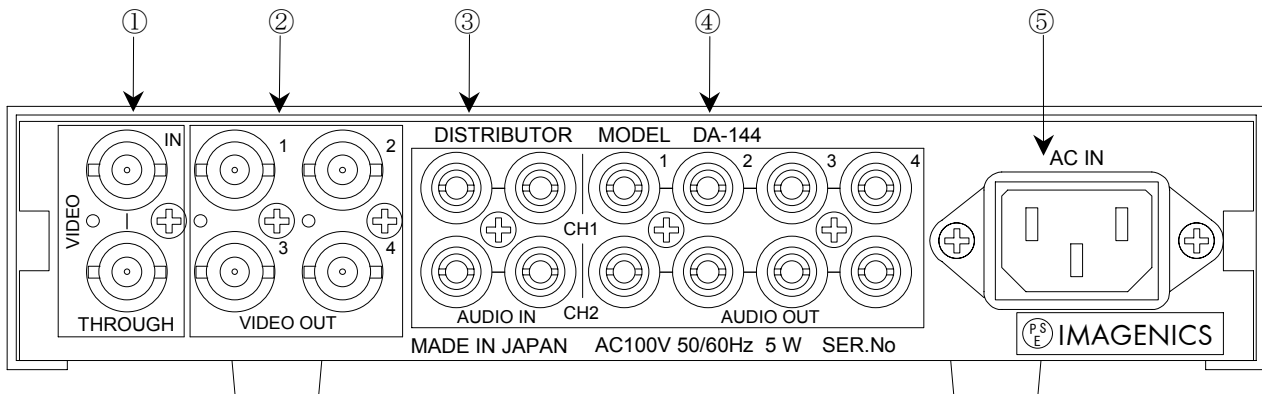 ① ② ③ ④ ⑤
DISTRIBUTOR MODEL DA-144
IN
VIDEO
THROUGH
1
2
3
4
VIDEO OUT
1 2 3 4
CH1
CH2
AUDIO IN
AUDIO OUT
AC IN
MADE IN JAPAN AC100V 50/60Hz 5 W SER.No
PSE IMAGENICS